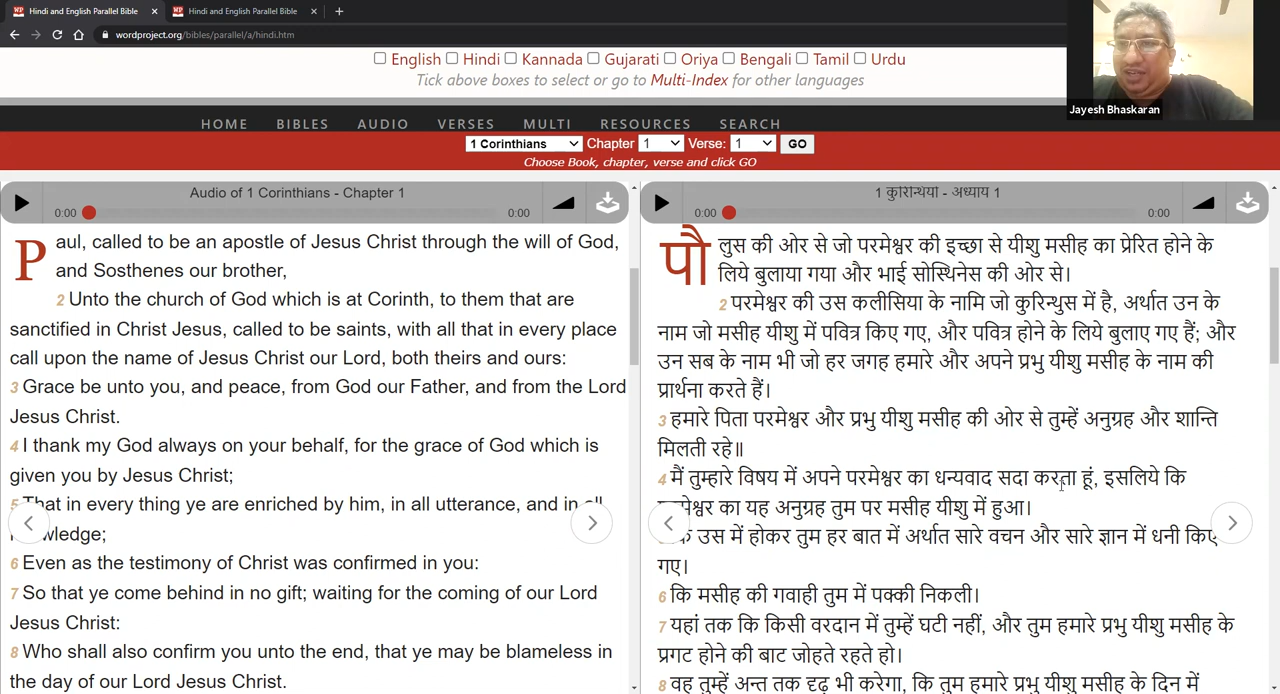 Hindi and English Parallel Bible
Hindi and English Parallel Bible
wordproject.org/bibles/parallel/a/hindi.htm
English Hindi Kannada Gujarati Oriya Bengali Tamil Urdu
Tick above boxes to select or go to Multi-Index for other languages
Jayesh Bhaskaran
HOME BIBLES AUDIO VERSES MULTI RESOURCES SEARCH
1 Corinthians Chapter 1 Verse: 1 GO
Choose Book, chapter, verse and click GO
Audio of 1 Corinthians - Chapter 1
0:00 0:00
Paul, called to be an apostle of Jesus Christ through the will of God,
and Sosthenes our brother,
2 Unto the church of God which is at Corinth, to them that are
sanctified in Christ Jesus, called to be saints, with all that in every place
call upon the name of Jesus Christ our Lord, both theirs and ours:
3 Grace be unto you, and peace, from God our Father, and from the Lord
Jesus Christ.
4 I thank my God always on your behalf, for the grace of God which is
given you by Jesus Christ;
5 That in every thing ye are enriched by him, in all utterance, and in all
knowledge;
6 Even as the testimony of Christ was confirmed in you:
7 So that ye come behind in no gift; waiting for the coming of our Lord
Jesus Christ:
8 Who shall also confirm you unto the end, that ye may be blameless in
the day of our Lord Jesus Christ.
1 कुरिन्थियों - अध्याय 1
0:00 0:00
पौलुस की ओर से जो परमेश्वर की इच्छा से यीशु मसीह का प्रेरित होने के
लिये बुलाया गया और भाई सोस्थिनेस की ओर से।
2 परमेश्वर की उस कलीसिया के नामि जो कुरिन्थुस में है, अर्थात उन के
नाम जो मसीह यीशु में पवित्र किए गए, और पवित्र होने के लिये बुलाए गए हैं; और
उन सब के नाम भी जो हर जगह हमारे और अपने प्रभु यीशु मसीह के नाम की
प्रार्थना करते हैं।
3 हमारे पिता परमेश्वर और प्रभु यीशु मसीह की ओर से तुम्हें अनुग्रह और शान्ति
मिलती रहे॥
4 मैं तुम्हारे विषय में अपने परमेश्वर का धन्यवाद सदा करता हूं, इसलिये कि
परमेश्वर का यह अनुग्रह तुम पर मसीह यीशु में हुआ।
उस में होकर तुम हर बात में अर्थात सारे वचन और सारे ज्ञान में धनी किए
गए।
6 कि मसीह की गवाही तुम में पक्की निकली।
7 यहां तक कि किसी वरदान में तुम्हें घटी नहीं, और तुम हमारे प्रभु यीशु मसीह के
प्रगट होने की बाट जोहते रहते हो।
8 वह तुम्हें अन्त तक दृढ़ भी करेगा, कि तुम हमारे प्रभु यीशु मसीह के दिन में